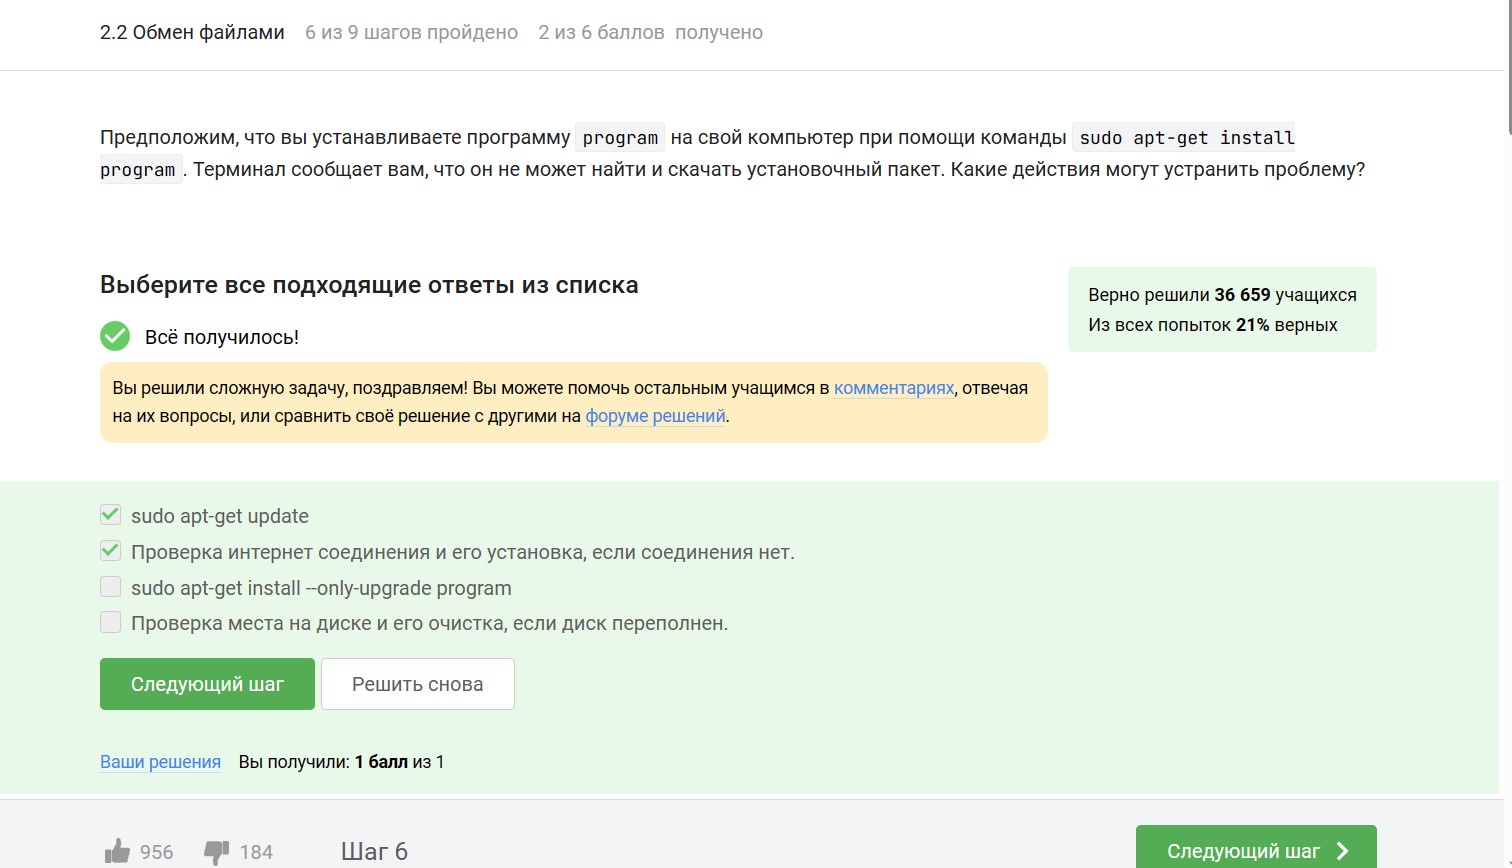 2.2 Обмен файлами 6 из 9 шагов пройдено 2 из 6 баллов получено
Предположим, что вы устанавливаете программу program на свой компьютер при помощи команды sudo apt-get install
program. Терминал сообщает вам, что он не может найти и скачать установочный пакет. Какие действия могут устранить проблему?
Выберите все подходящие ответы из списка
Верно решили 36 659 учащихся
Из всех попыток 21% верных
Всё получилось!
Вы решили сложную задачу, поздравляем! Вы можете помочь остальным учащимся в комментариях, отвечая
на их вопросы, или сравнить своё решение с другими на форуме решений.
sudo apt-get update
Проверка интернет соединения и его установка, если соединения нет.
sudo apt-get install --only-upgrade program
Проверка места на диске и его очистка, если диск переполнен.
Следующий шаг Решить снова
Ваши решения Вы получили: 1 балл из 1
956 184 Шаг 6 Следующий шаг